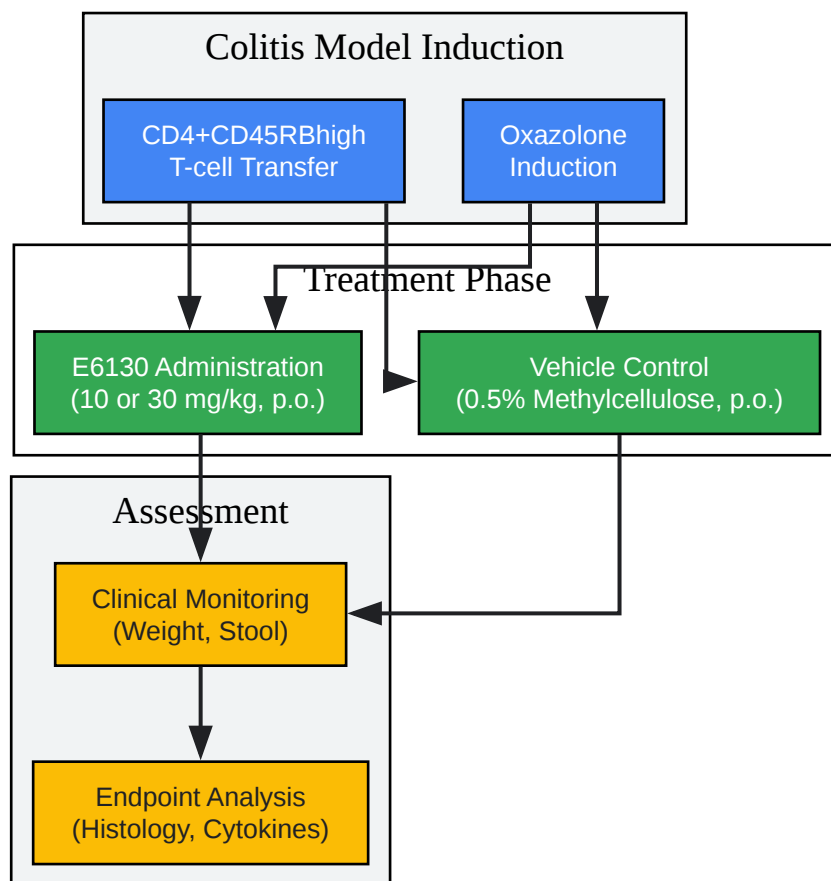 Colitis Model Induction
CD4+CD45RBhigh
T-cell Transfer
Oxazolone
Induction
Treatment Phase
E6130 Administration
(10 or 30 mg/kg, p.o.)
Vehicle Control
(0.5% Methylcellulose, p.o.)
Assessment
Clinical Monitoring
(Weight, Stool)
Endpoint Analysis
(Histology, Cytokines)